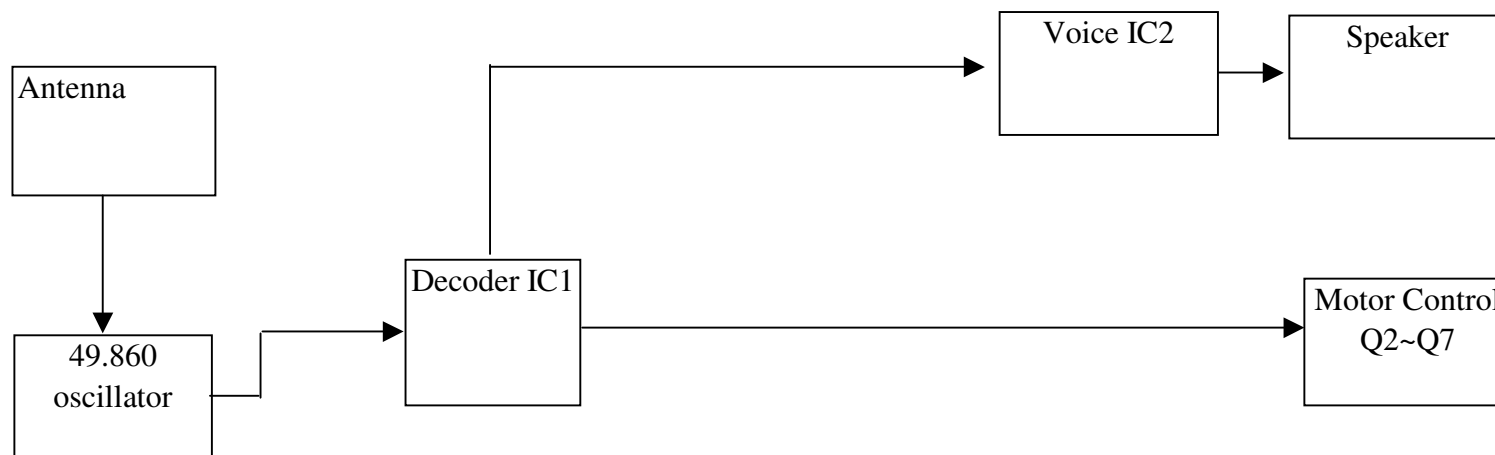 Voice IC2
Speaker
Antenna
Decoder IC1
Motor Control
Q2~Q7
49.860
oscillator